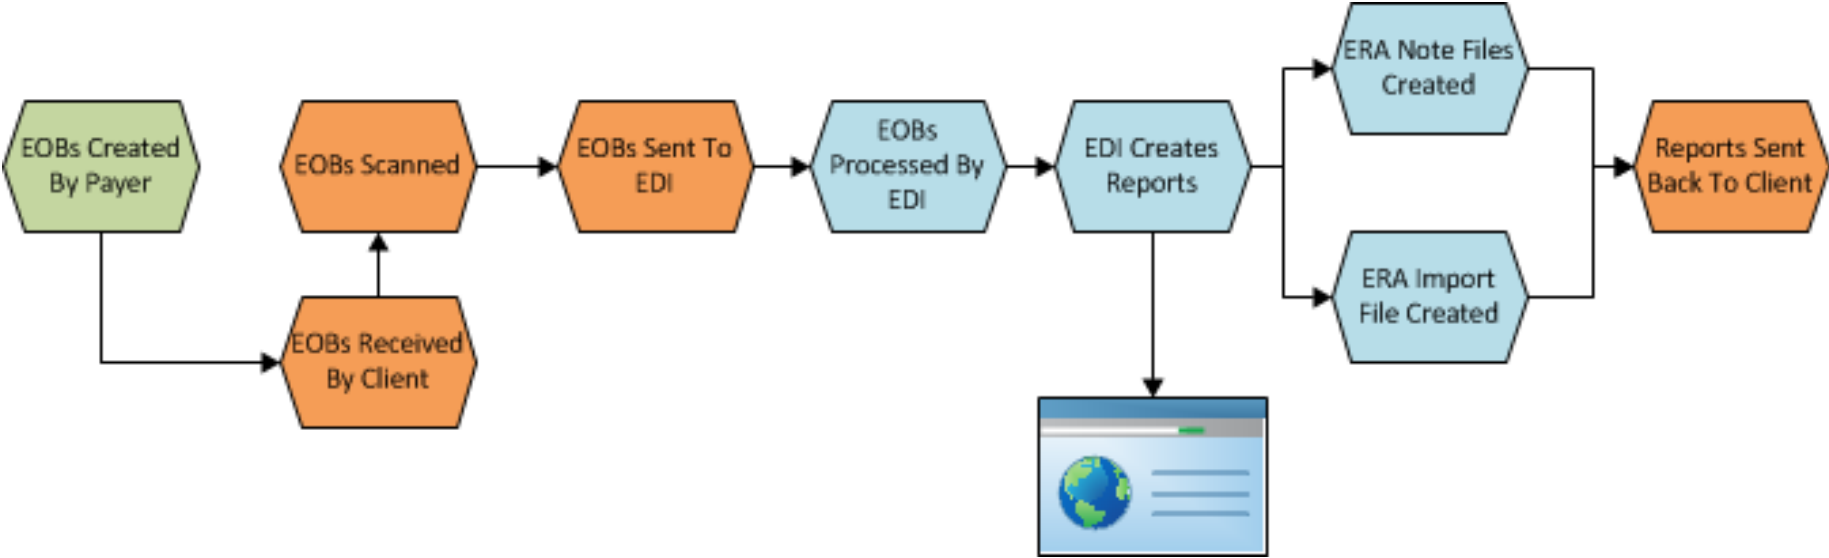 EOBs Created
By Payer
EOBs Received
By Client
EOBs Scanned
EOBs Sent To
EDI
EOBs
Processed By
EDI
EDI Creates
Reports
ERA Note Files
Created
ERA Import
File Created
Reports Sent
Back To Client